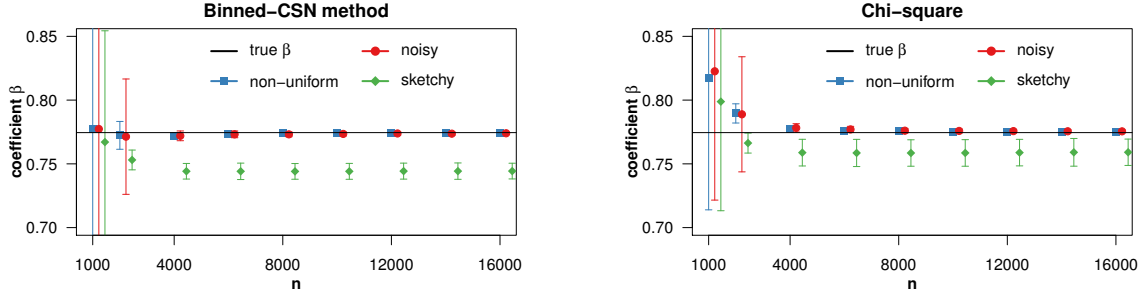 Binned−CSN method
0.85
0.80
0.75
0.70
coefficient β
true β
noisy
non−uniform
sketchy
1000
4000
8000
12000
16000
n
Chi−square
0.85
0.80
0.75
0.70
coefficient β
true β
noisy
non−uniform
sketchy
1000
4000
8000
12000
16000
n